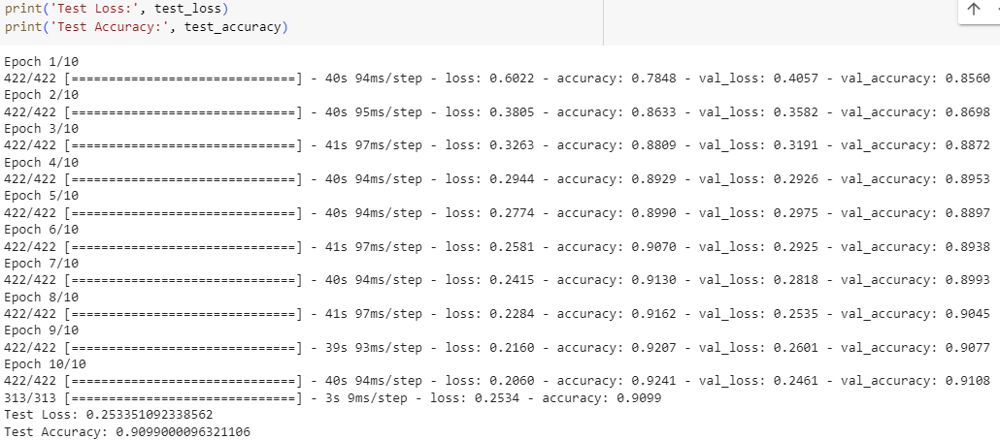 print('Test Loss:', test_loss)
print('Test Accuracy:', test_accuracy)
Epoch 1/10
422/422 [==============================] - 40s 94ms/step - loss: 0.6022 - accuracy: 0.7848 - val_loss: 0.4057 - val_accuracy: 0.8560
Epoch 2/10
422/422 [==============================] - 40s 95ms/step - loss: 0.3805 - accuracy: 0.8633 - val_loss: 0.3582 - val_accuracy: 0.8698
Epoch 3/10
422/422 [==============================] - 41s 97ms/step - loss: 0.3263 - accuracy: 0.8809 - val_loss: 0.3191 - val_accuracy: 0.8872
Epoch 4/10
422/422 [==============================] - 40s 94ms/step - loss: 0.2944 - accuracy: 0.8929 - val_loss: 0.2926 - val_accuracy: 0.8953
Epoch 5/10
422/422 [==============================] - 40s 94ms/step - loss: 0.2774 - accuracy: 0.8990 - val_loss: 0.2975 - val_accuracy: 0.8897
Epoch 6/10
422/422 [==============================] - 41s 97ms/step - loss: 0.2581 - accuracy: 0.9070 - val_loss: 0.2925 - val_accuracy: 0.8938
Epoch 7/10
422/422 [==============================] - 40s 94ms/step - loss: 0.2415 - accuracy: 0.9130 - val_loss: 0.2818 - val_accuracy: 0.8993
Epoch 8/10
422/422 [==============================] - 41s 97ms/step - loss: 0.2284 - accuracy: 0.9162 - val_loss: 0.2535 - val_accuracy: 0.9045
Epoch 9/10
422/422 [==============================] - 39s 93ms/step - loss: 0.2160 - accuracy: 0.9207 - val_loss: 0.2601 - val_accuracy: 0.9077
Epoch 10/10
422/422 [==============================] - 40s 94ms/step - loss: 0.2060 - accuracy: 0.9241 - val_loss: 0.2461 - val_accuracy: 0.9108
313/313 [==============================] - 3s 9ms/step - loss: 0.2534 - accuracy: 0.9099
Test Loss: 0.253351092338562
Test Accuracy: 0.9099000096321106